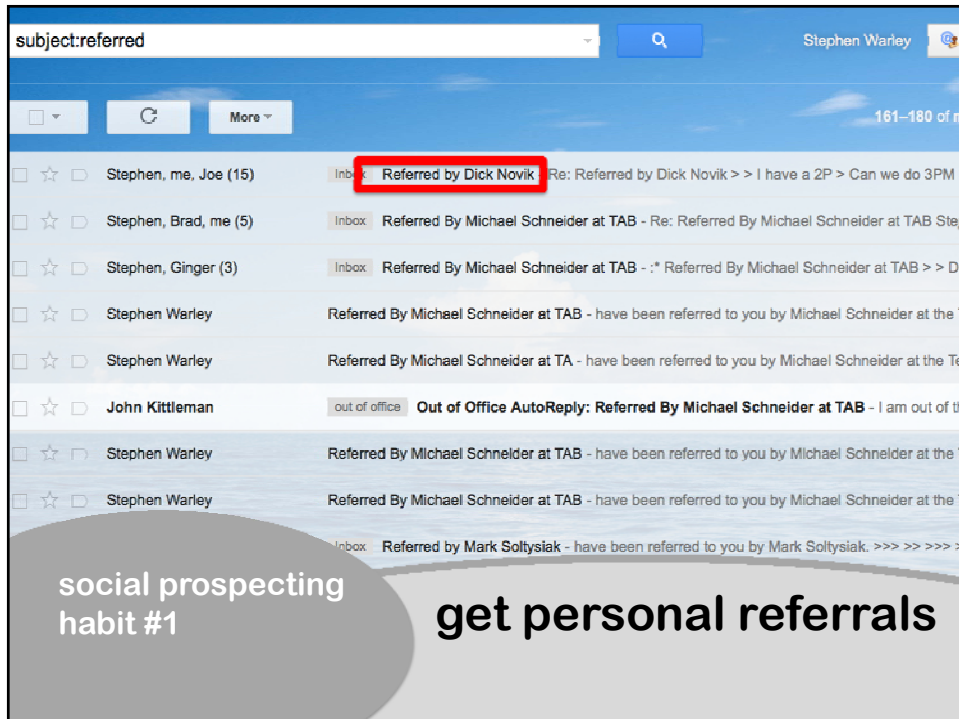 subject:referred
Stephen Warley
More
161–180 of
Stephen, me, Joe (15) Inbox Referred by Dick Novik - Re: Referred by Dick Novik > > I have a 2P > Can we do 3PM
Stephen, Brad, me (5) Inbox Referred By Michael Schneider at TAB - Re: Referred By Michael Schneider at TAB Ste
Stephen, Ginger (3) Inbox Referred By Michael Schneider at TAB - :* Referred By Michael Schneider at TAB > > D
Stephen Warley Referred By Michael Schneider at TAB - have been referred to you by Michael Schneider at the
Stephen Warley Referred By Michael Schneider at TA - have been referred to you by Michael Schneider at the Te
John Kittleman out of office Out of Office AutoReply: Referred By Michael Schneider at TAB - I am out of t
Stephen Warley Referred By Michael Schneider at TAB - have been referred to you by Michael Schneider at the
Stephen Warley Referred By Michael Schneider at TAB - have been referred to you by Michael Schneider at the
Inbox Referred by Mark Soltysiak - have been referred to you by Mark Soltysiak. >>> >> >>>
social prospecting
habit #1
get personal referrals